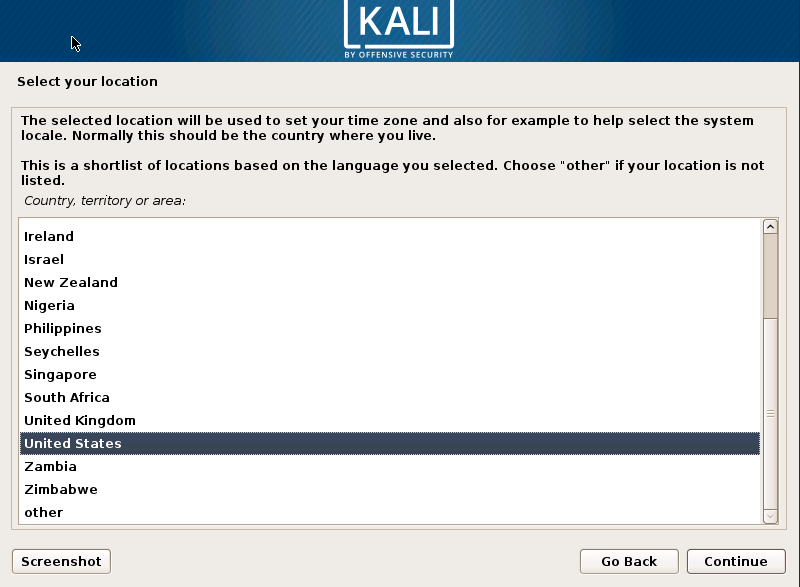 KALI
BY OFFENSIVE SECURITY
Select your location
The selected location will be used to set your time zone and also for example to help select the system
locale. Normally this should be the country where you live.
This is a shortlist of locations based on the language you selected. Choose "other" if your location is not
listed.
Country, territory or area:
Ireland
Israel
New Zealand
Nigeria
Philippines
Seychelles
Singapore
South Africa
United Kingdom
United States
Zambia
Zimbabwe
other
Screenshot
Go Back
Continue